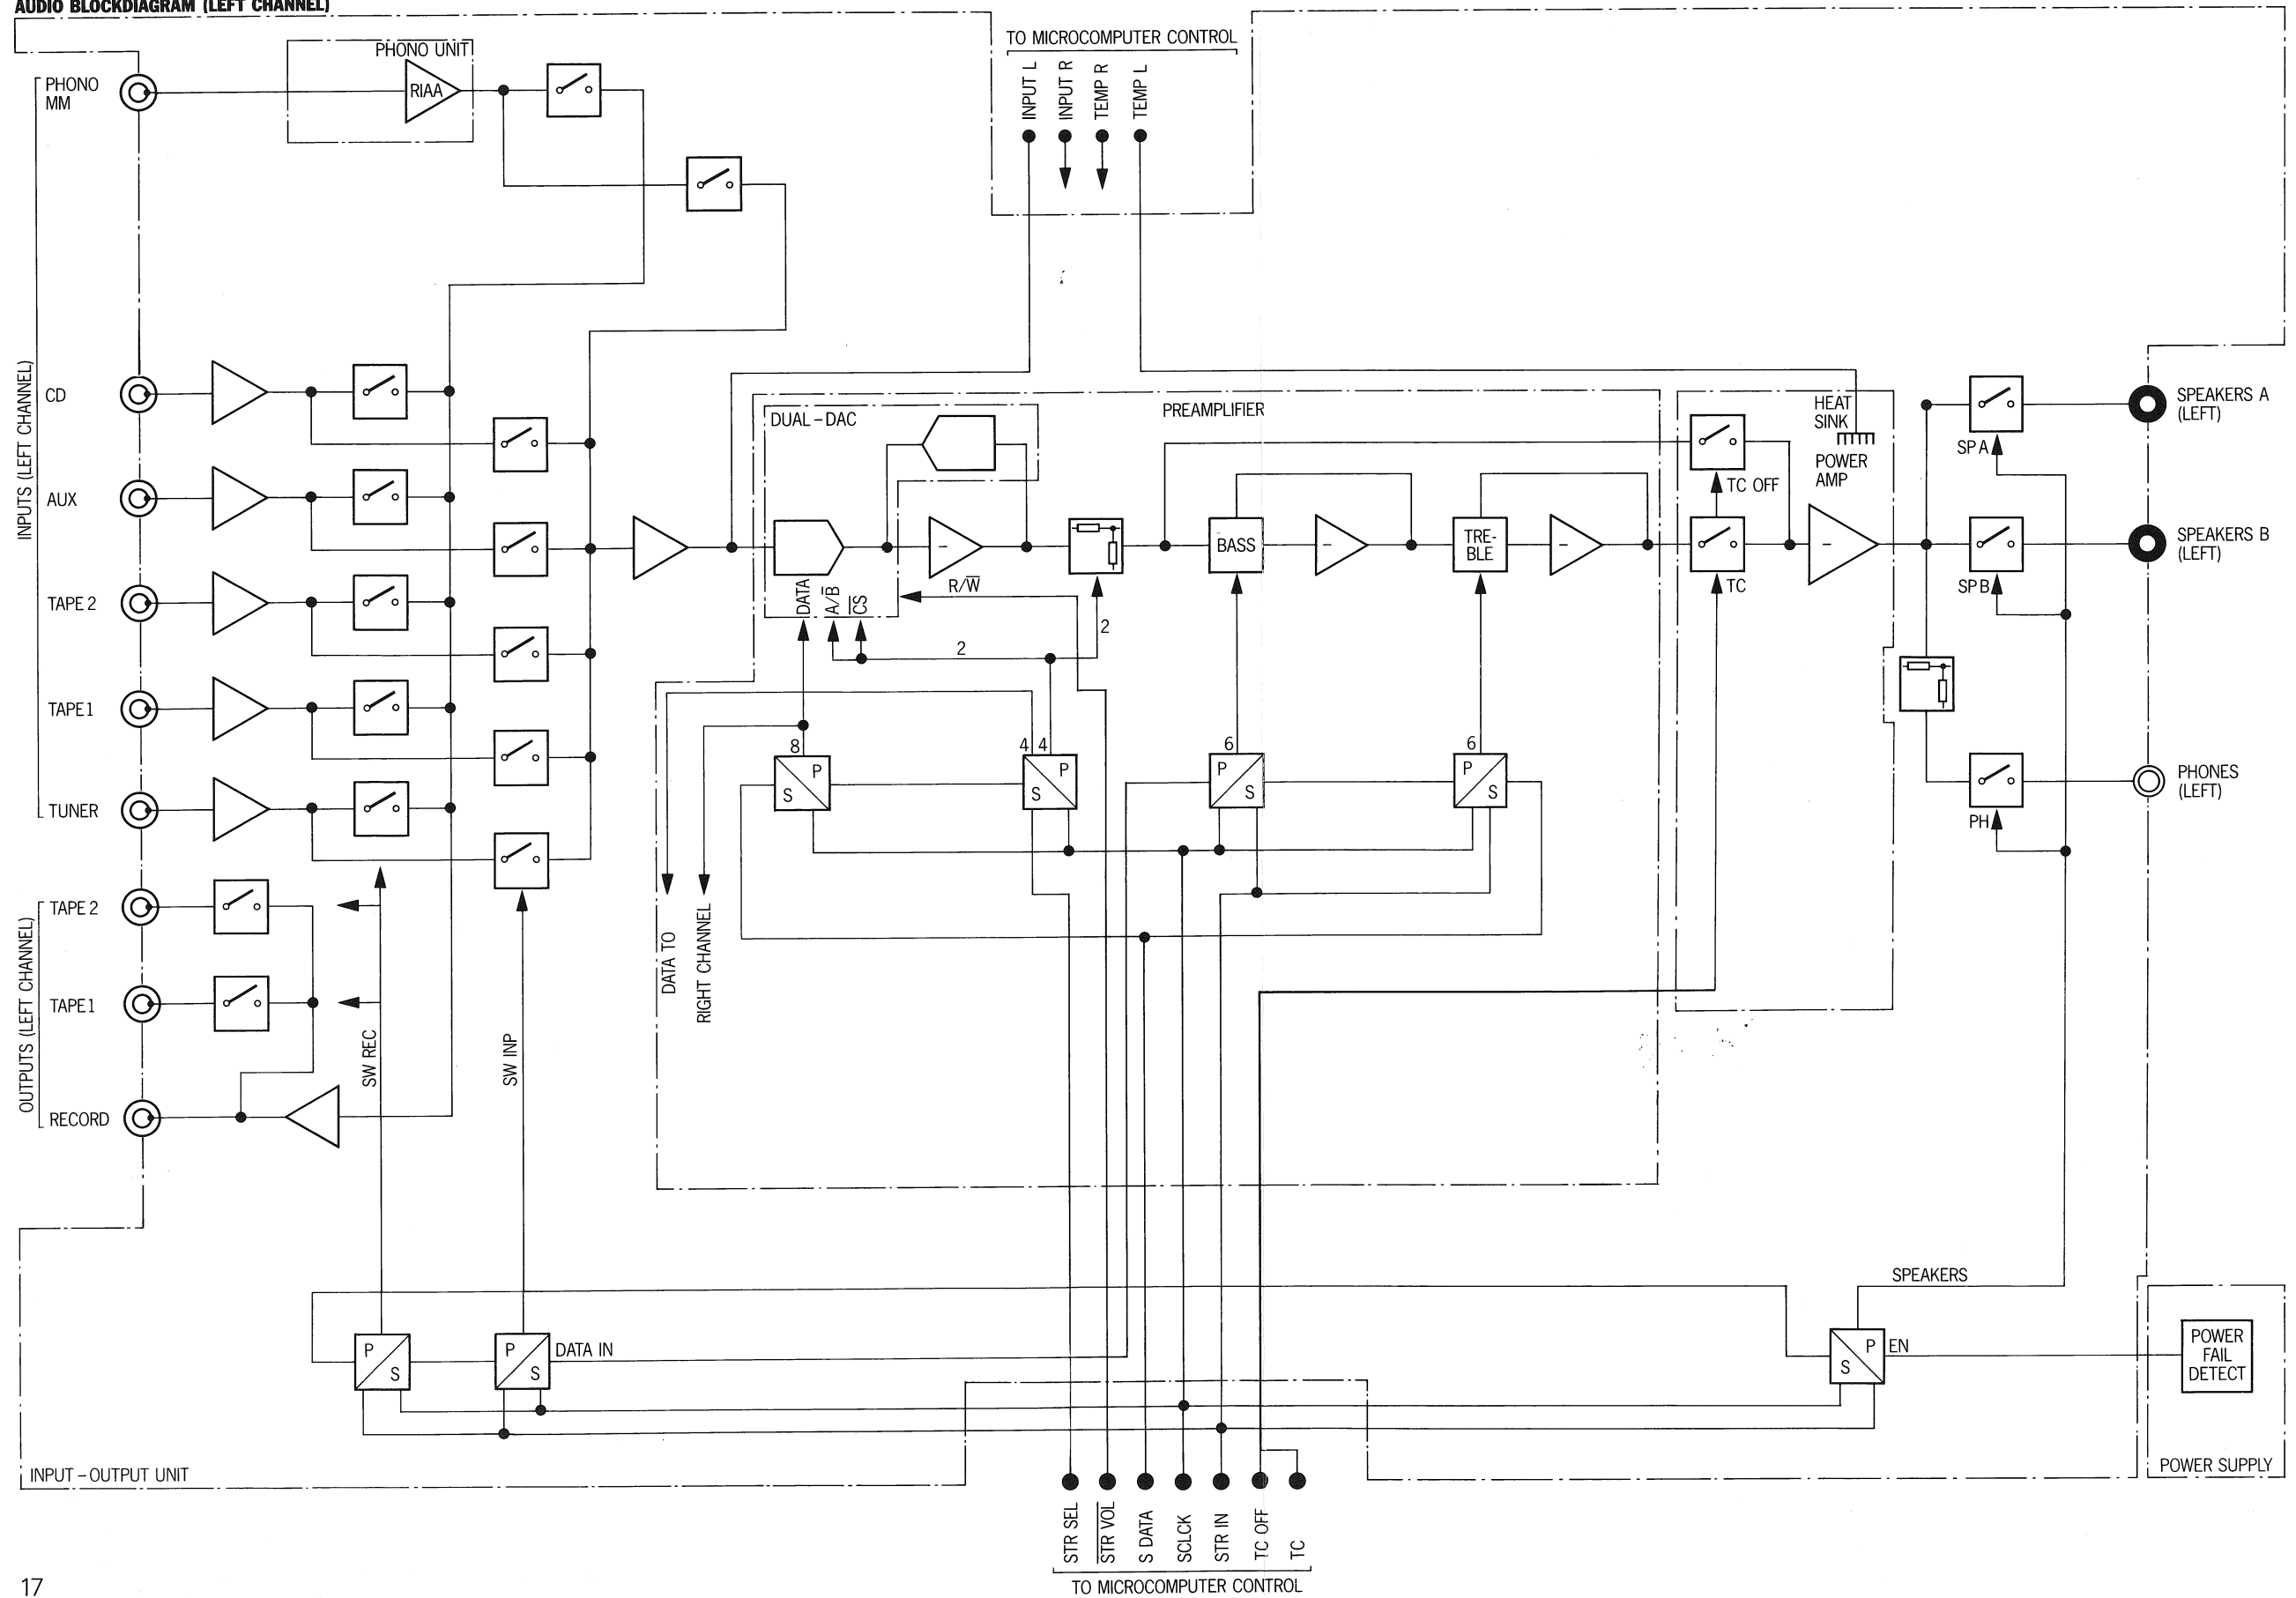 AUDIO BLOCKDIAGRAM (LEFT CHANNEL)
TO MICROCOMPUTER CONTROL
INPUT L
INPUT R
TEMP R
TEMP L
PHONO UNIT
RIAA
INPUTS (LEFT CHANNEL)
PHONO
MM
CD
AUX
TAPE 2
TAPE 1
TUNER
OUTPUTS (LEFT CHANNEL)
TAPE 2
TAPE 1
RECORD
SW REC
SW INP
DUAL-DAC
PREAMPLIFIER
DATA
A/B̅
C̅S̅
R/W̅
2
2
BASS
TRE-
BLE
HEAT
SINK
POWER
AMP
TC OFF
TC
SP A
SP B
PH
SPEAKERS A
(LEFT)
SPEAKERS B
(LEFT)
PHONES
(LEFT)
8
4 4
6
6
P
S
P
S
P
S
P
S
DATA TO
RIGHT CHANNEL
SPEAKERS
P
S
P
S
DATA IN
P
S
EN
POWER
FAIL
DETECT
POWER SUPPLY
INPUT-OUTPUT UNIT
STR SEL
S̅T̅R̅ V̅O̅L̅
S DATA
SCLCK
STR IN
TC OFF
TC
TO MICROCOMPUTER CONTROL
17